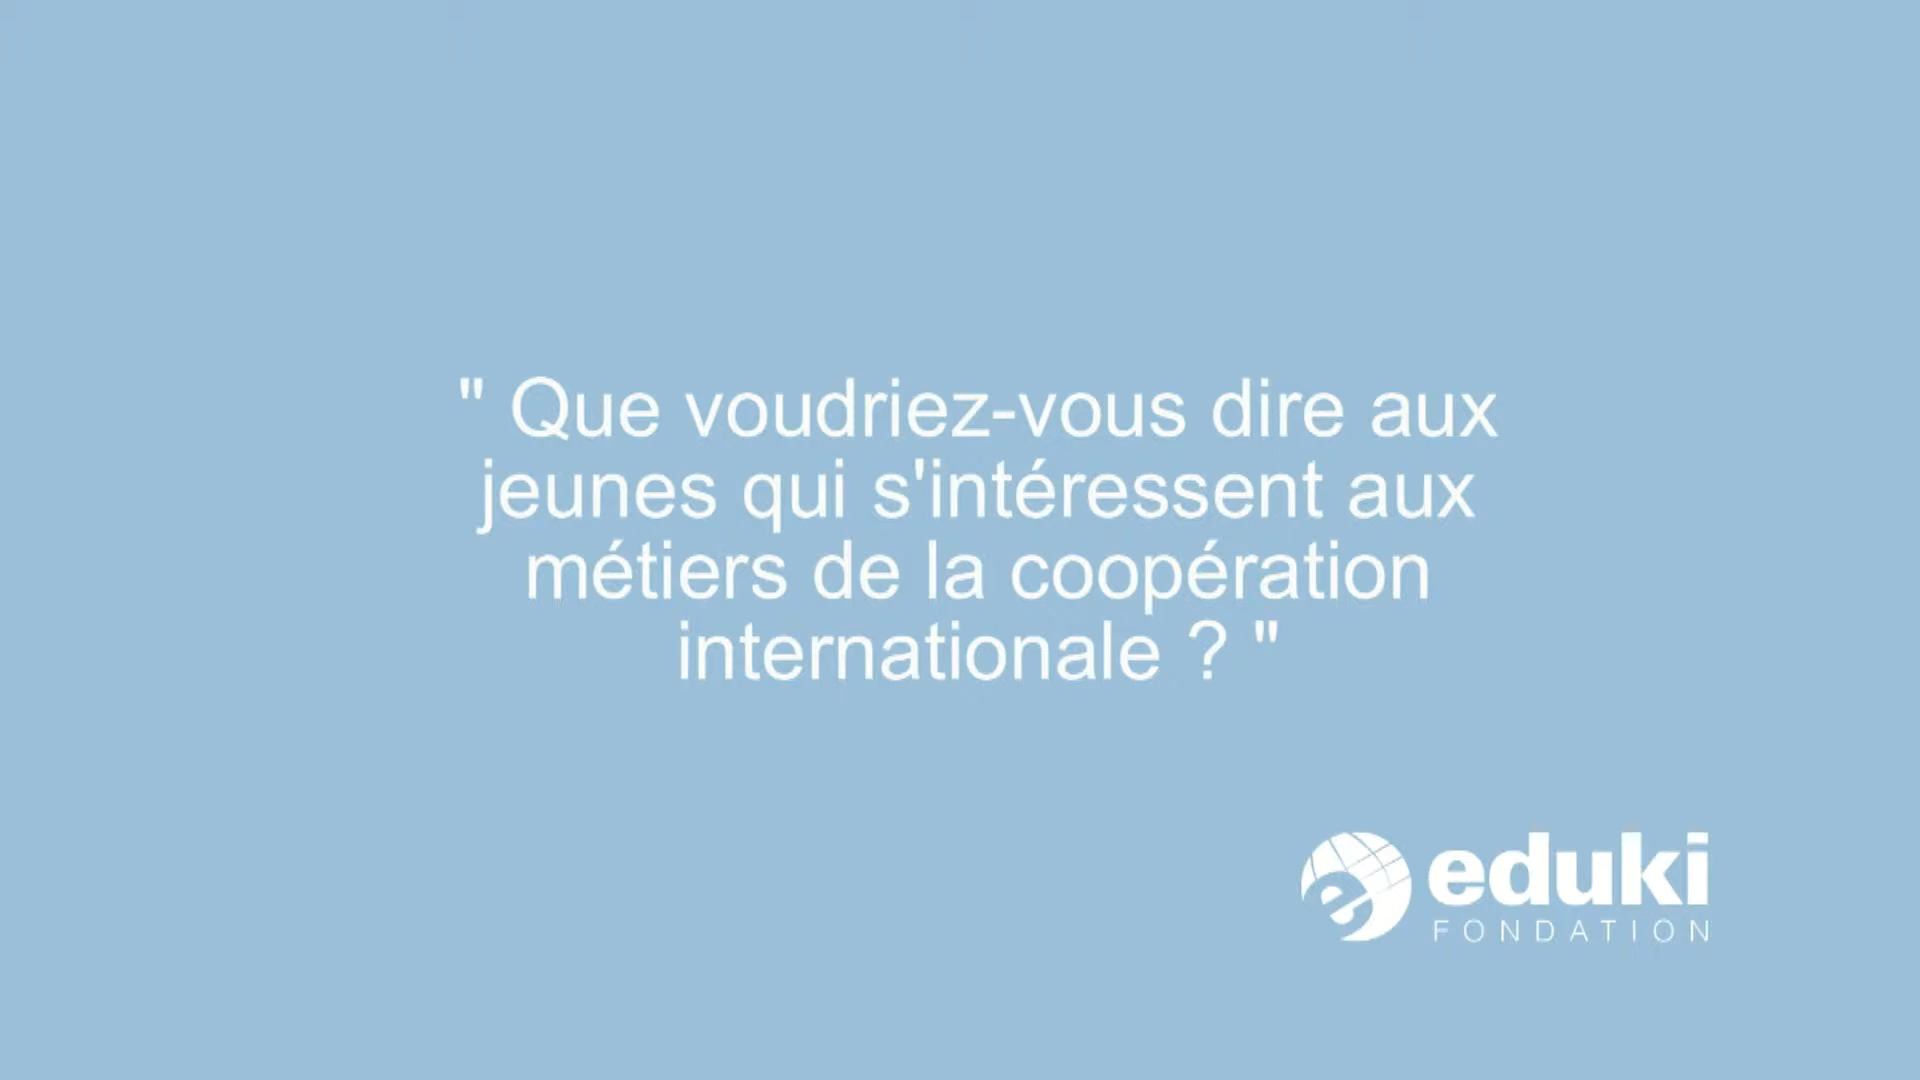 " Que voudriez-vous dire aux
jeunes qui s'intéressent aux
métiers de la coopération
internationale ? "
eduki
FONDATION